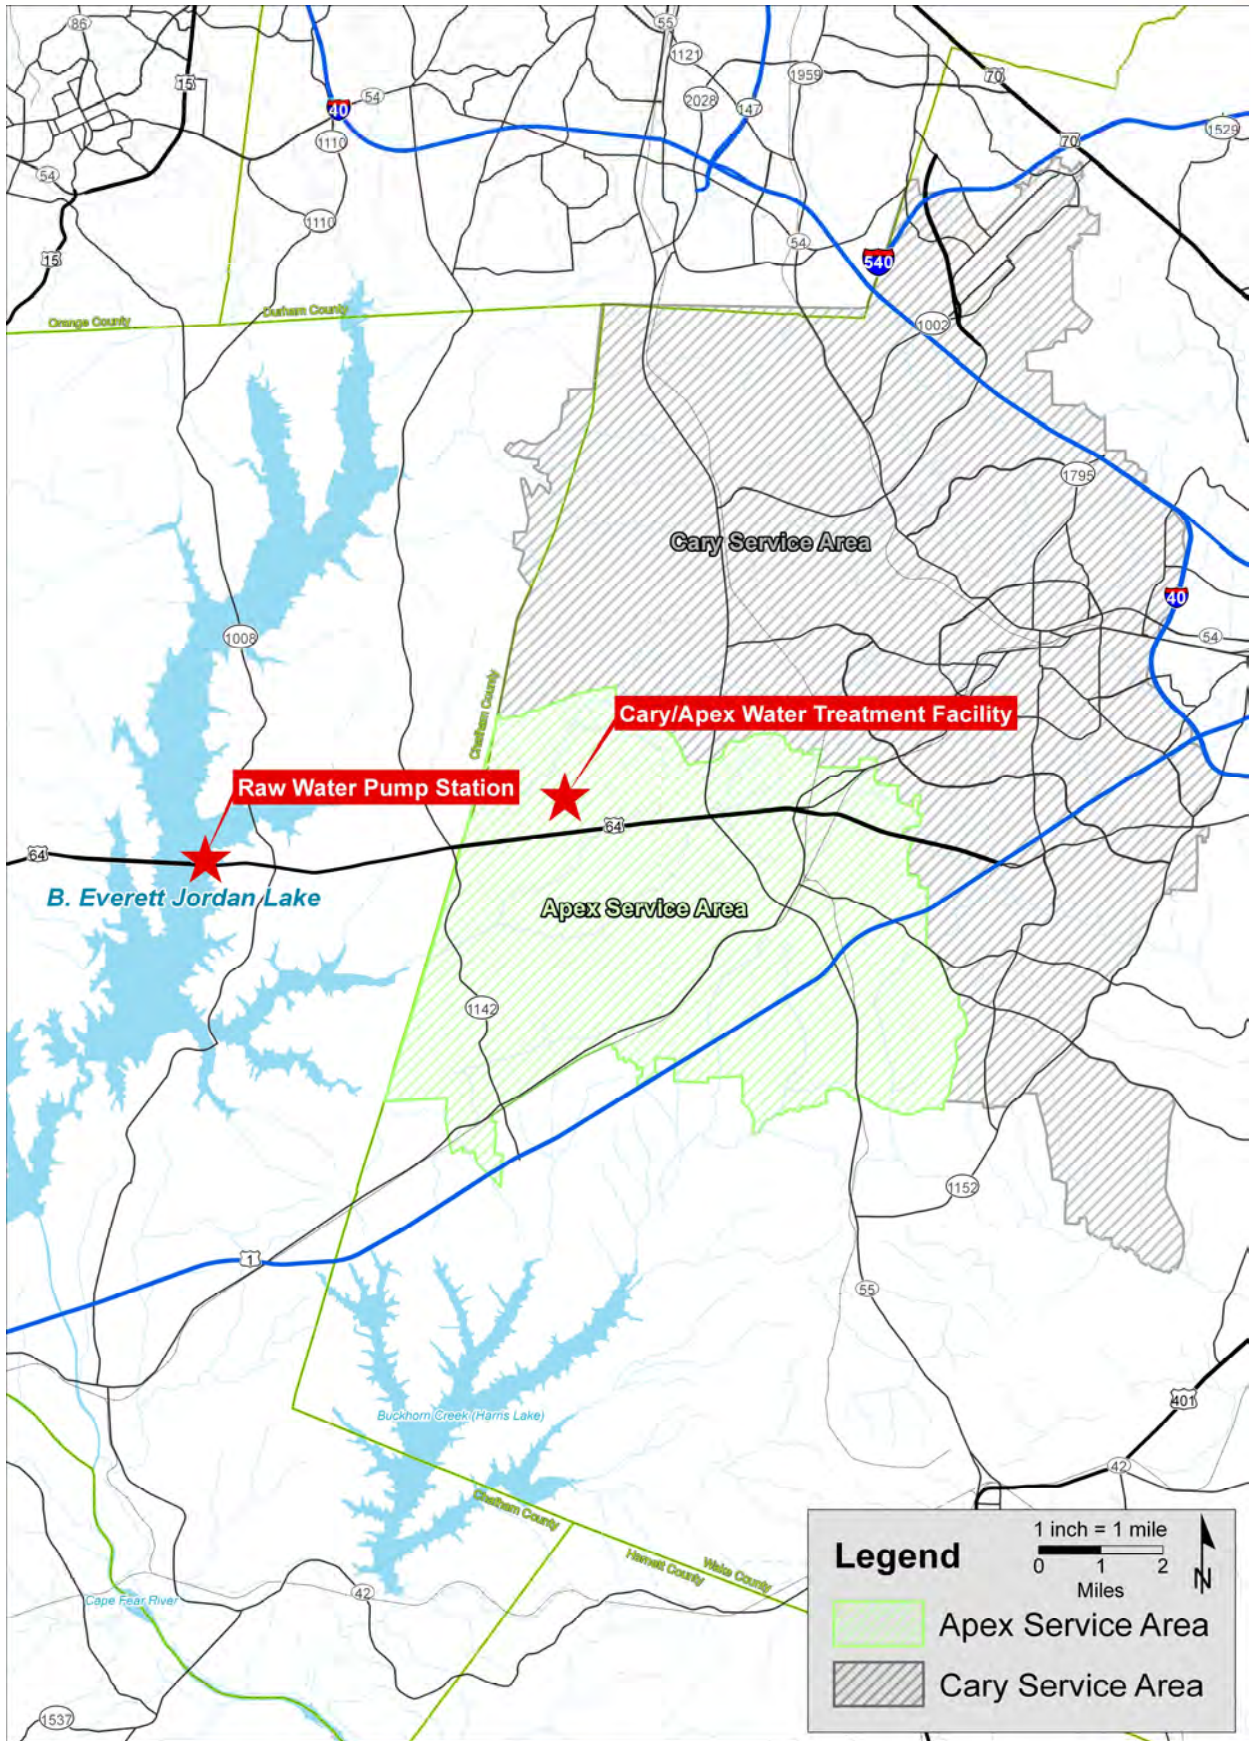 86
55
1121
70
15
1959
2028
147
40
54
1110
1529
70
54
1110
54
15
540
Orange County
Durham County
1002
1795
Cary Service Area
40
1008
54
Chatham County
Cary/Apex Water Treatment Facility
Raw Water Pump Station
64
64
B. Everett Jordan Lake
Apex Service Area
1142
1152
1
55
401
Buckhorn Creek (Harris Lake)
42
Chatham County
Wake County
Harnett County
42
Cape Fear River
1537
Legend
1 inch = 1 mile
0 1 2
Miles
N
Apex Service Area
Cary Service Area